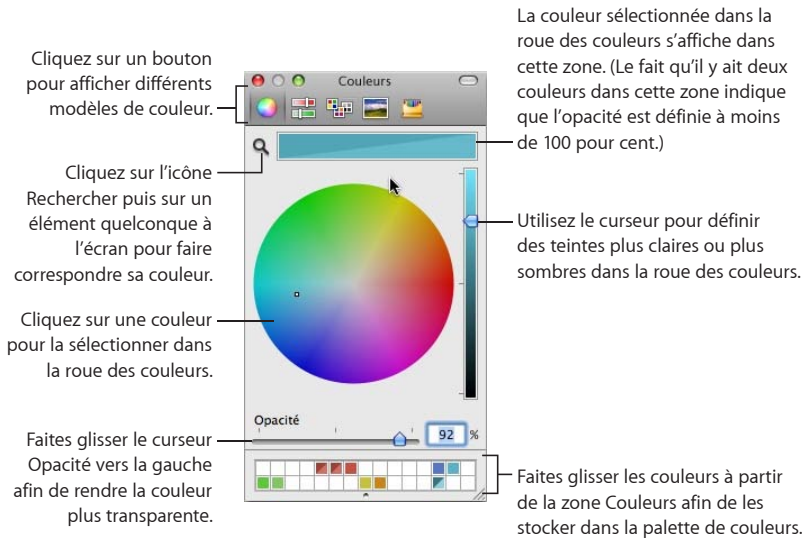 Cliquez sur un bouton
pour afficher différents
modèles de couleur.
Cliquez sur l'icône
Rechercher puis sur un
élément quelconque à
l'écran pour faire
correspondre sa couleur.
Cliquez sur une couleur
pour la sélectionner dans
la roue des couleurs.
Faites glisser le curseur
Opacité vers la gauche
afin de rendre la couleur
plus transparente.
Couleurs
Opacité
92 %
La couleur sélectionnée dans la
roue des couleurs s'affiche dans
cette zone. (Le fait qu'il y ait deux
couleurs dans cette zone indique
que l'opacité est définie à moins
de 100 pour cent.)
Utilisez le curseur pour définir
des teintes plus claires ou plus
sombres dans la roue des couleurs.
Faites glisser les couleurs à partir
de la zone Couleurs afin de les
stocker dans la palette de couleurs.